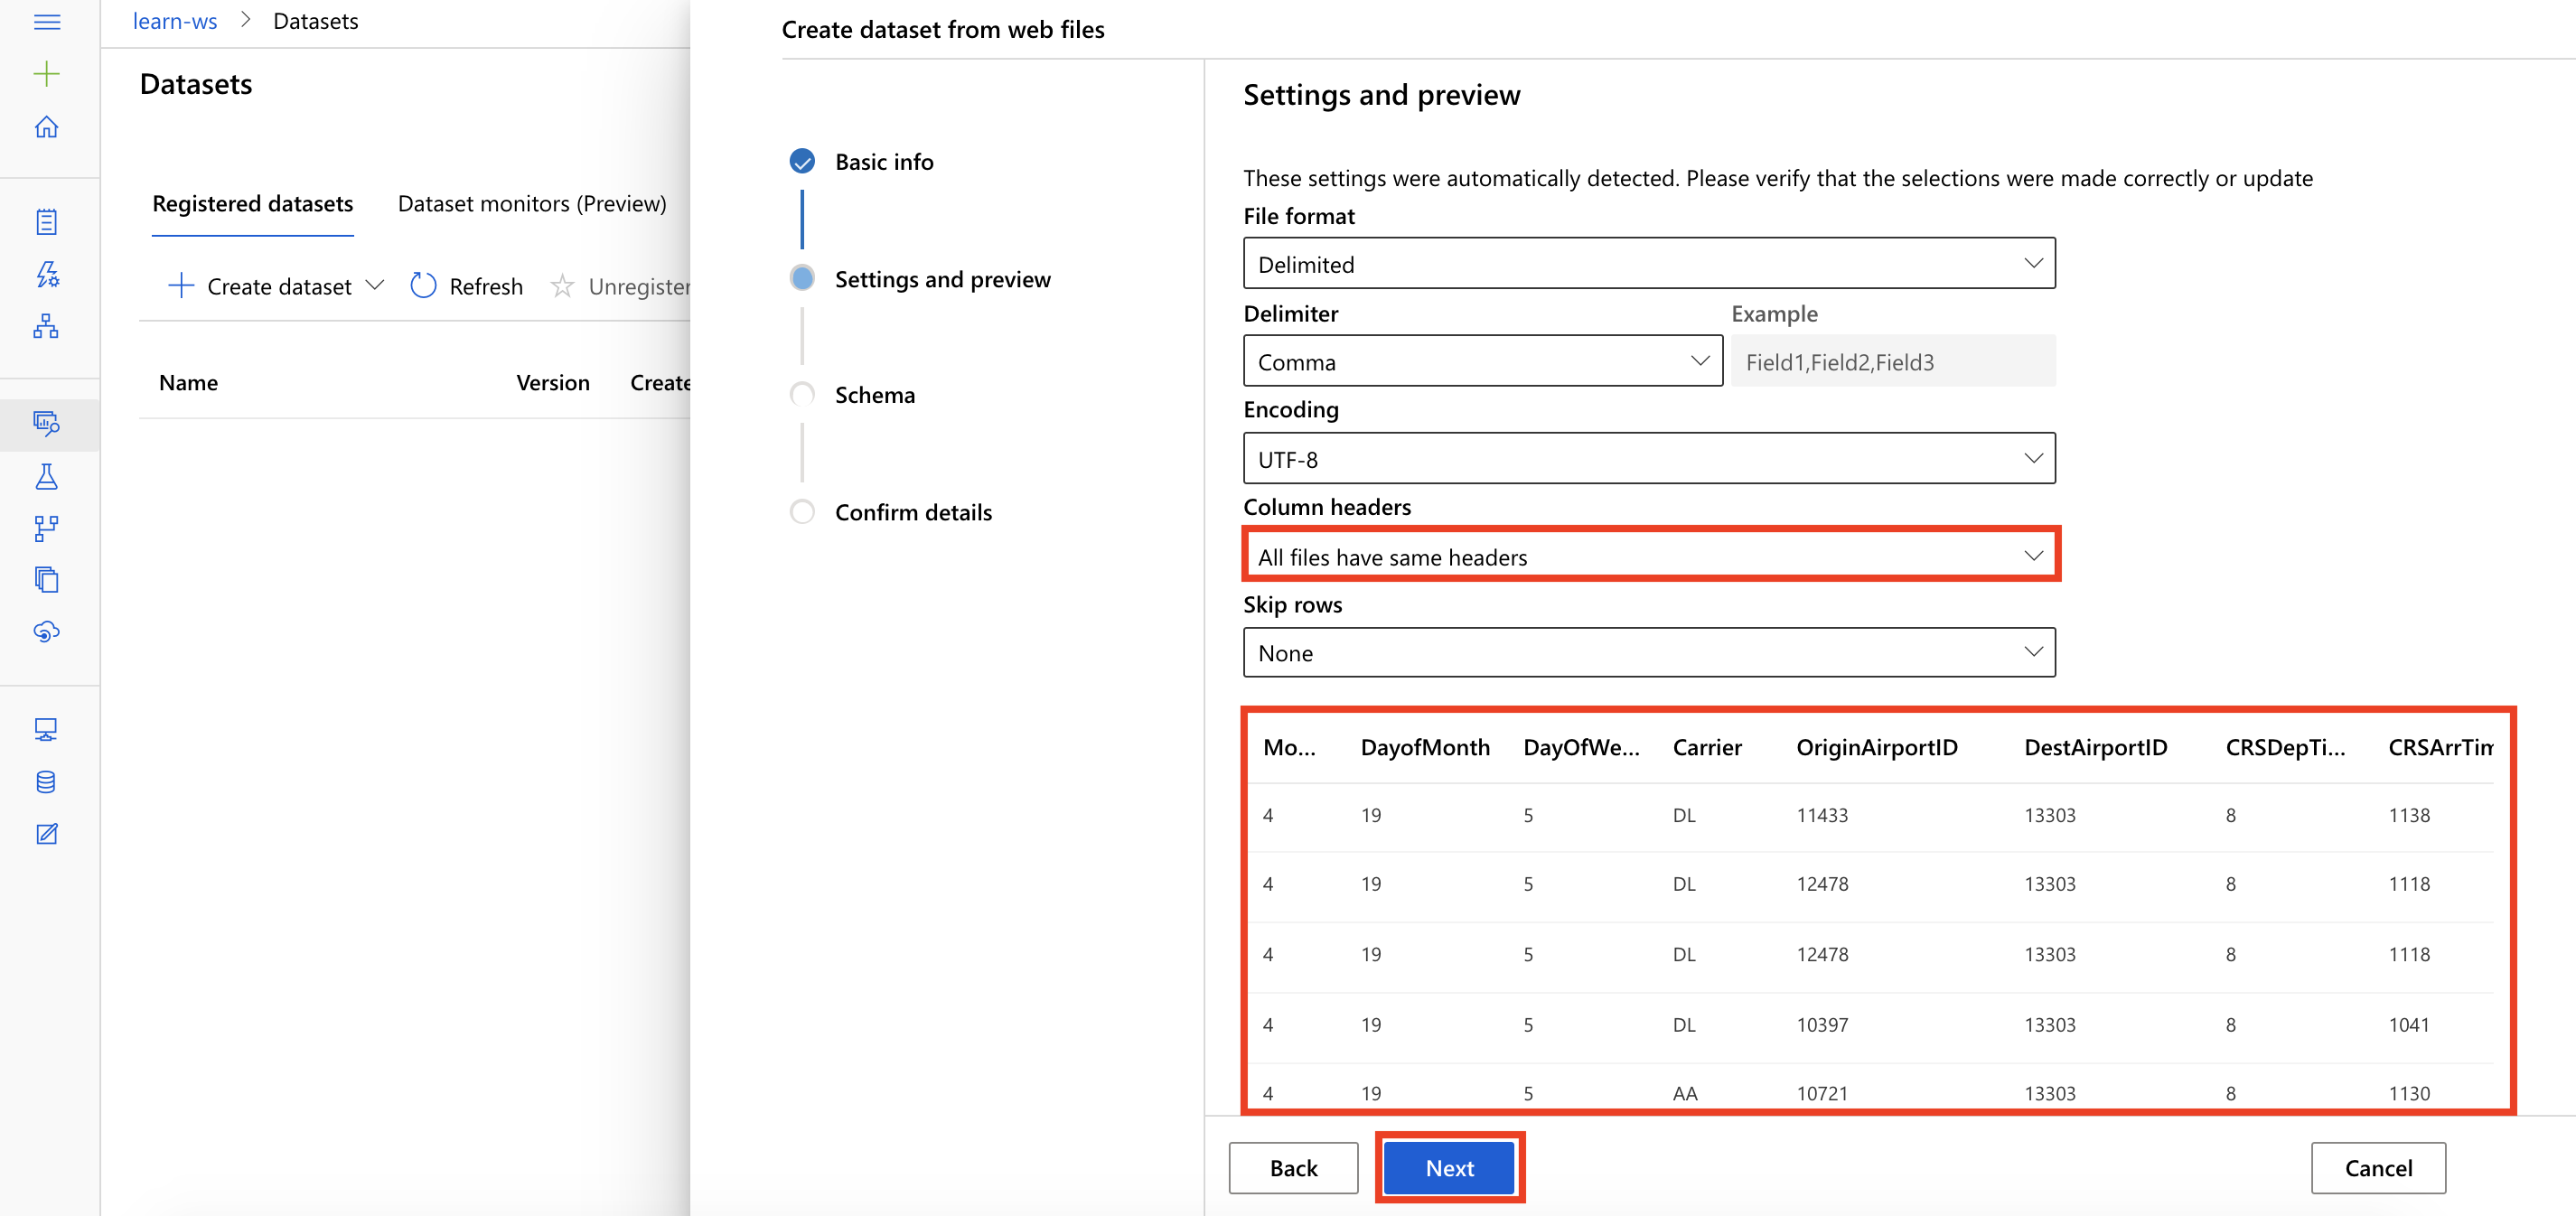 learn-ws > Datasets
Datasets
Registered datasets Dataset monitors (Preview)
Create dataset Refresh Unregister
Name Version Create
Create dataset from web files
Basic info
Settings and preview
Schema
Confirm details
Settings and preview
These settings were automatically detected. Please verify that the selections were made correctly or update
File format
Delimited
Delimiter Example
Comma Field1,Field2,Field3
Encoding
UTF-8
Column headers
All files have same headers
Skip rows
None
Mo... DayofMonth DayOfWe... Carrier OriginAirportID DestAirportID CRSDepTi... CRSArrTim
4 19 5 DL 11433 13303 8 1138
4 19 5 DL 12478 13303 8 1118
4 19 5 DL 12478 13303 8 1118
4 19 5 DL 10397 13303 8 1041
4 19 5 AA 10721 13303 8 1130
Back Next Cancel